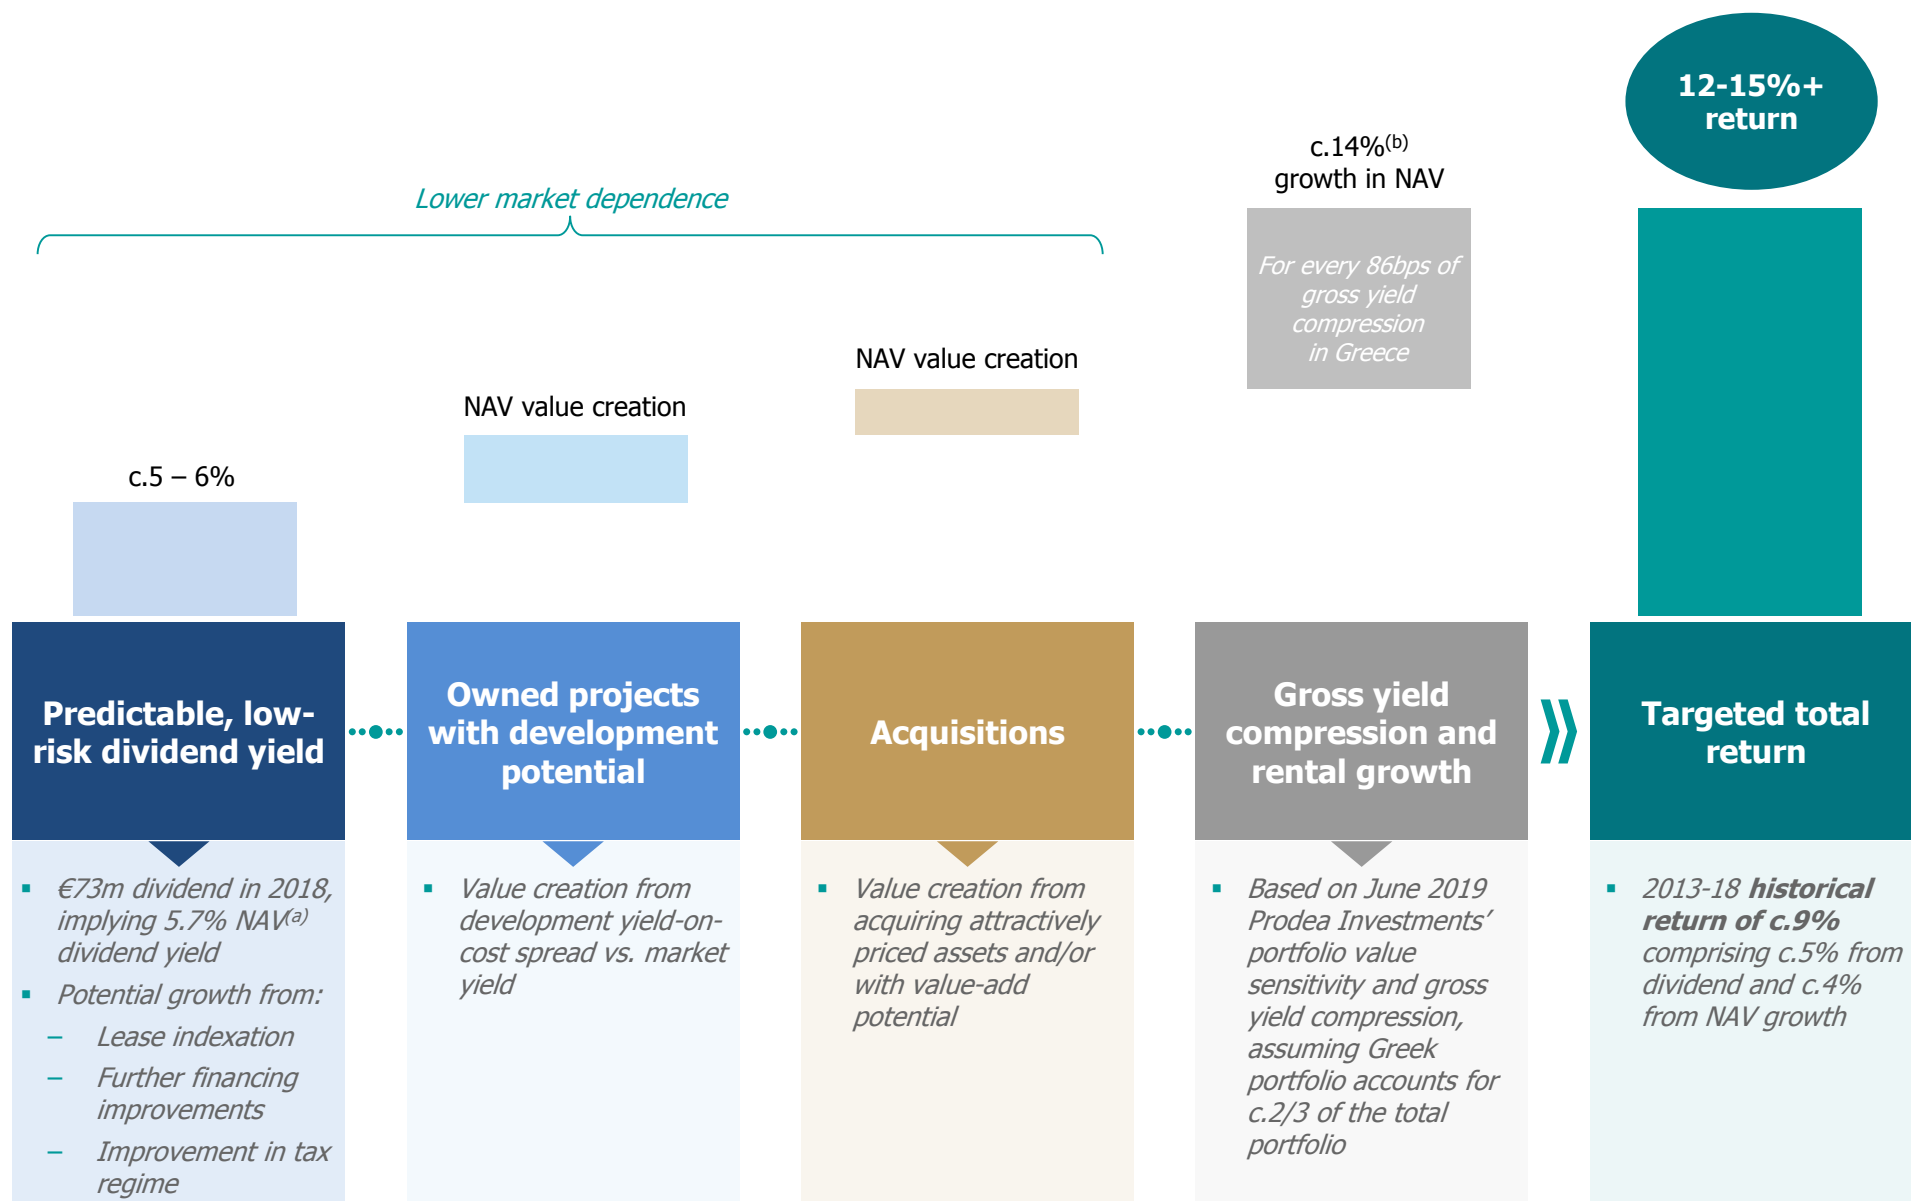 12-15%+
return
c.14%(b)
growth in NAV
Lower market dependence
For every 86bps of
gross yield
compression
in Greece
NAV value creation
NAV value creation
c.5 – 6%
Predictable, low-
risk dividend yield
Owned projects
with development
potential
Acquisitions
Gross yield
compression and
rental growth
Targeted total
return
▪ €73m dividend in 2018,
implying 5.7% NAV(a)
dividend yield
▪ Potential growth from:
– Lease indexation
– Further financing
improvements
– Improvement in tax
regime
▪ Value creation from
development yield-on-
cost spread vs. market
yield
▪ Value creation from
acquiring attractively
priced assets and/or
with value-add
potential
▪ Based on June 2019
Prodea Investments’
portfolio value
sensitivity and gross
yield compression,
assuming Greek
portfolio accounts for
c.2/3 of the total
portfolio
▪ 2013-18 historical
return of c.9%
comprising c.5% from
dividend and c.4%
from NAV growth